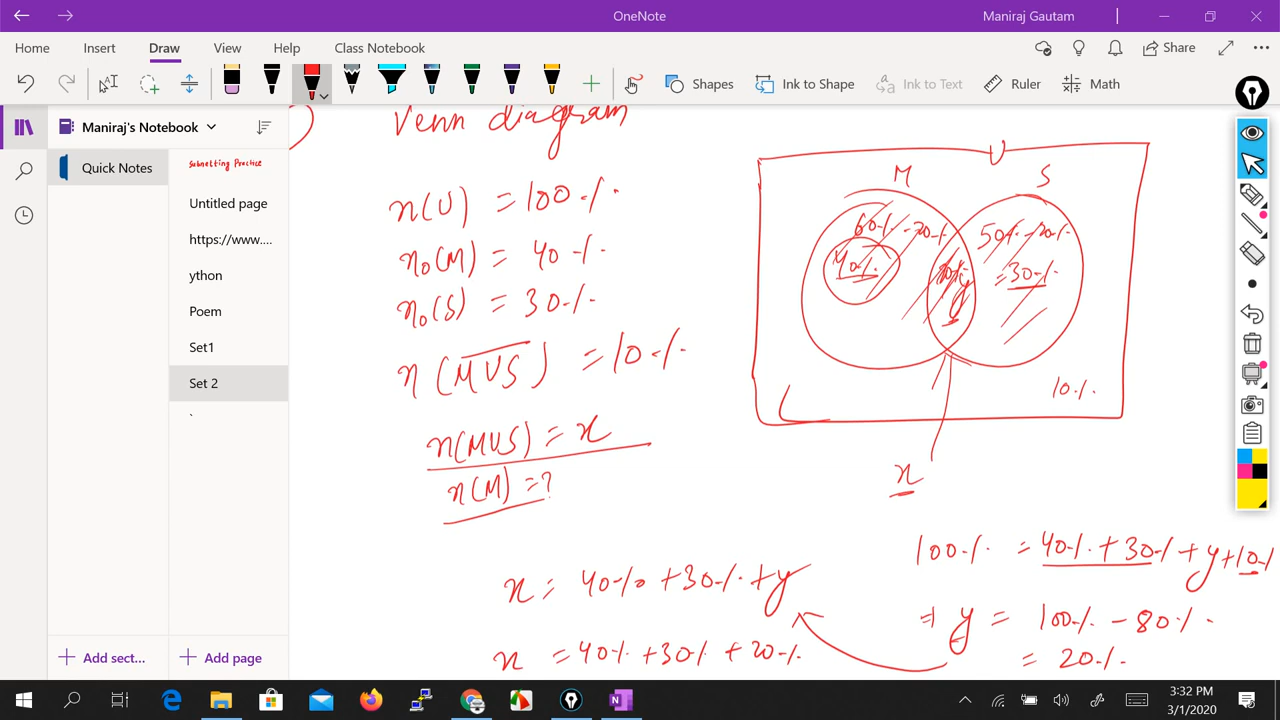 OneNote
Maniraj Gautam
Home Insert Draw View Help Class Notebook
Share
Shapes Ink to Shape Ink to Text Ruler Math
Maniraj's Notebook
Quick Notes
Subnetting Practice
Untitled page
https://www....
ython
Poem
Set1
Set 2
`
Add sect...
Add page
Venn diagram
n(U) = 100%
n₀(M) = 40%
n₀(S) = 30%
n(M̅U̅S̅) = 10%
n(MUS) = x
n(M) = ?
x = 40% + 30% + y
x = 40% + 30% + 20%
U
M S
60% - 20% 50% - 20%
40% y = 30%
10%
x
100% = 40% + 30% + y + 10%
⇒ y = 100% - 80%
= 20%
3:32 PM
3/1/2020